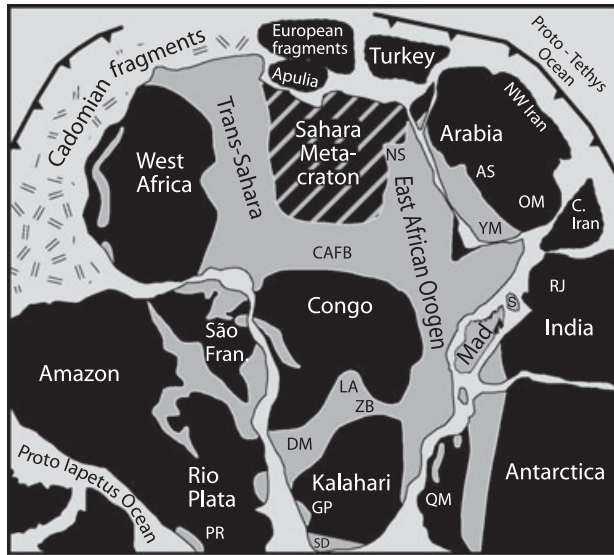 European
fragments
Turkey
Proto - Tethys
Ocean
Cadomian fragments
Apulia
NW Iran
Trans-Sahara
Sahara
Meta-
craton
Arabia
NS
West
Africa
AS
OM
C.
Iran
YM
East African Orogen
CAFB
RJ
S
Congo
India
São
Fran.
Mad
Amazon
LA
ZB
DM
Proto Iapetus Ocean
Rio
Plata
Kalahari
Antarctica
GP
QM
PR
SD